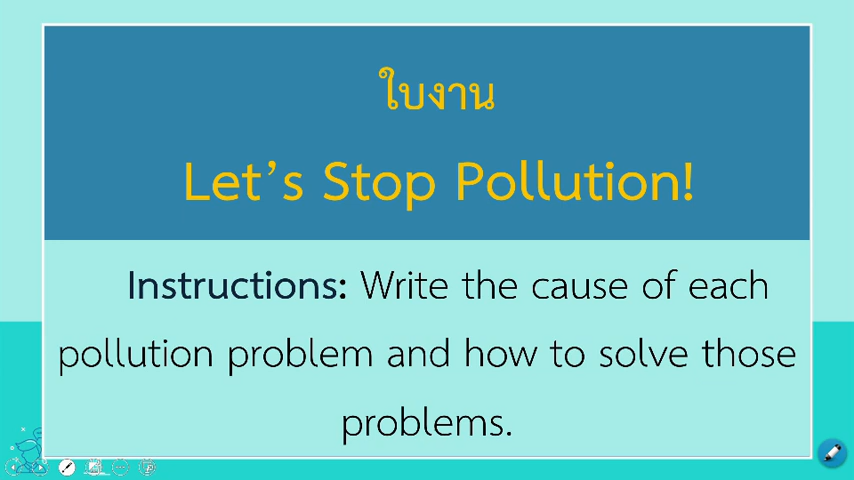 ใบงาน
Let's Stop Pollution!
Instructions: Write the cause of each
pollution problem and how to solve those
problems.